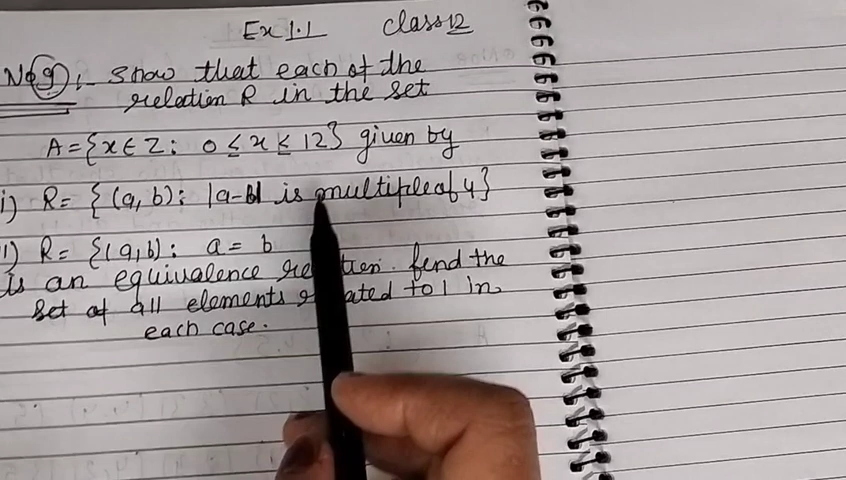 Ex 1.1 class 12
No 9, show that each of the
relation R in the set
A = {x ∈ Z : 0 ≤ x ≤ 12} given by
i) R = { (a, b) : |a-b| is multiple of 4}
ii) R = {(a,b) : a = b
is an equivalence find the
set of all elements to 1 in
each case.